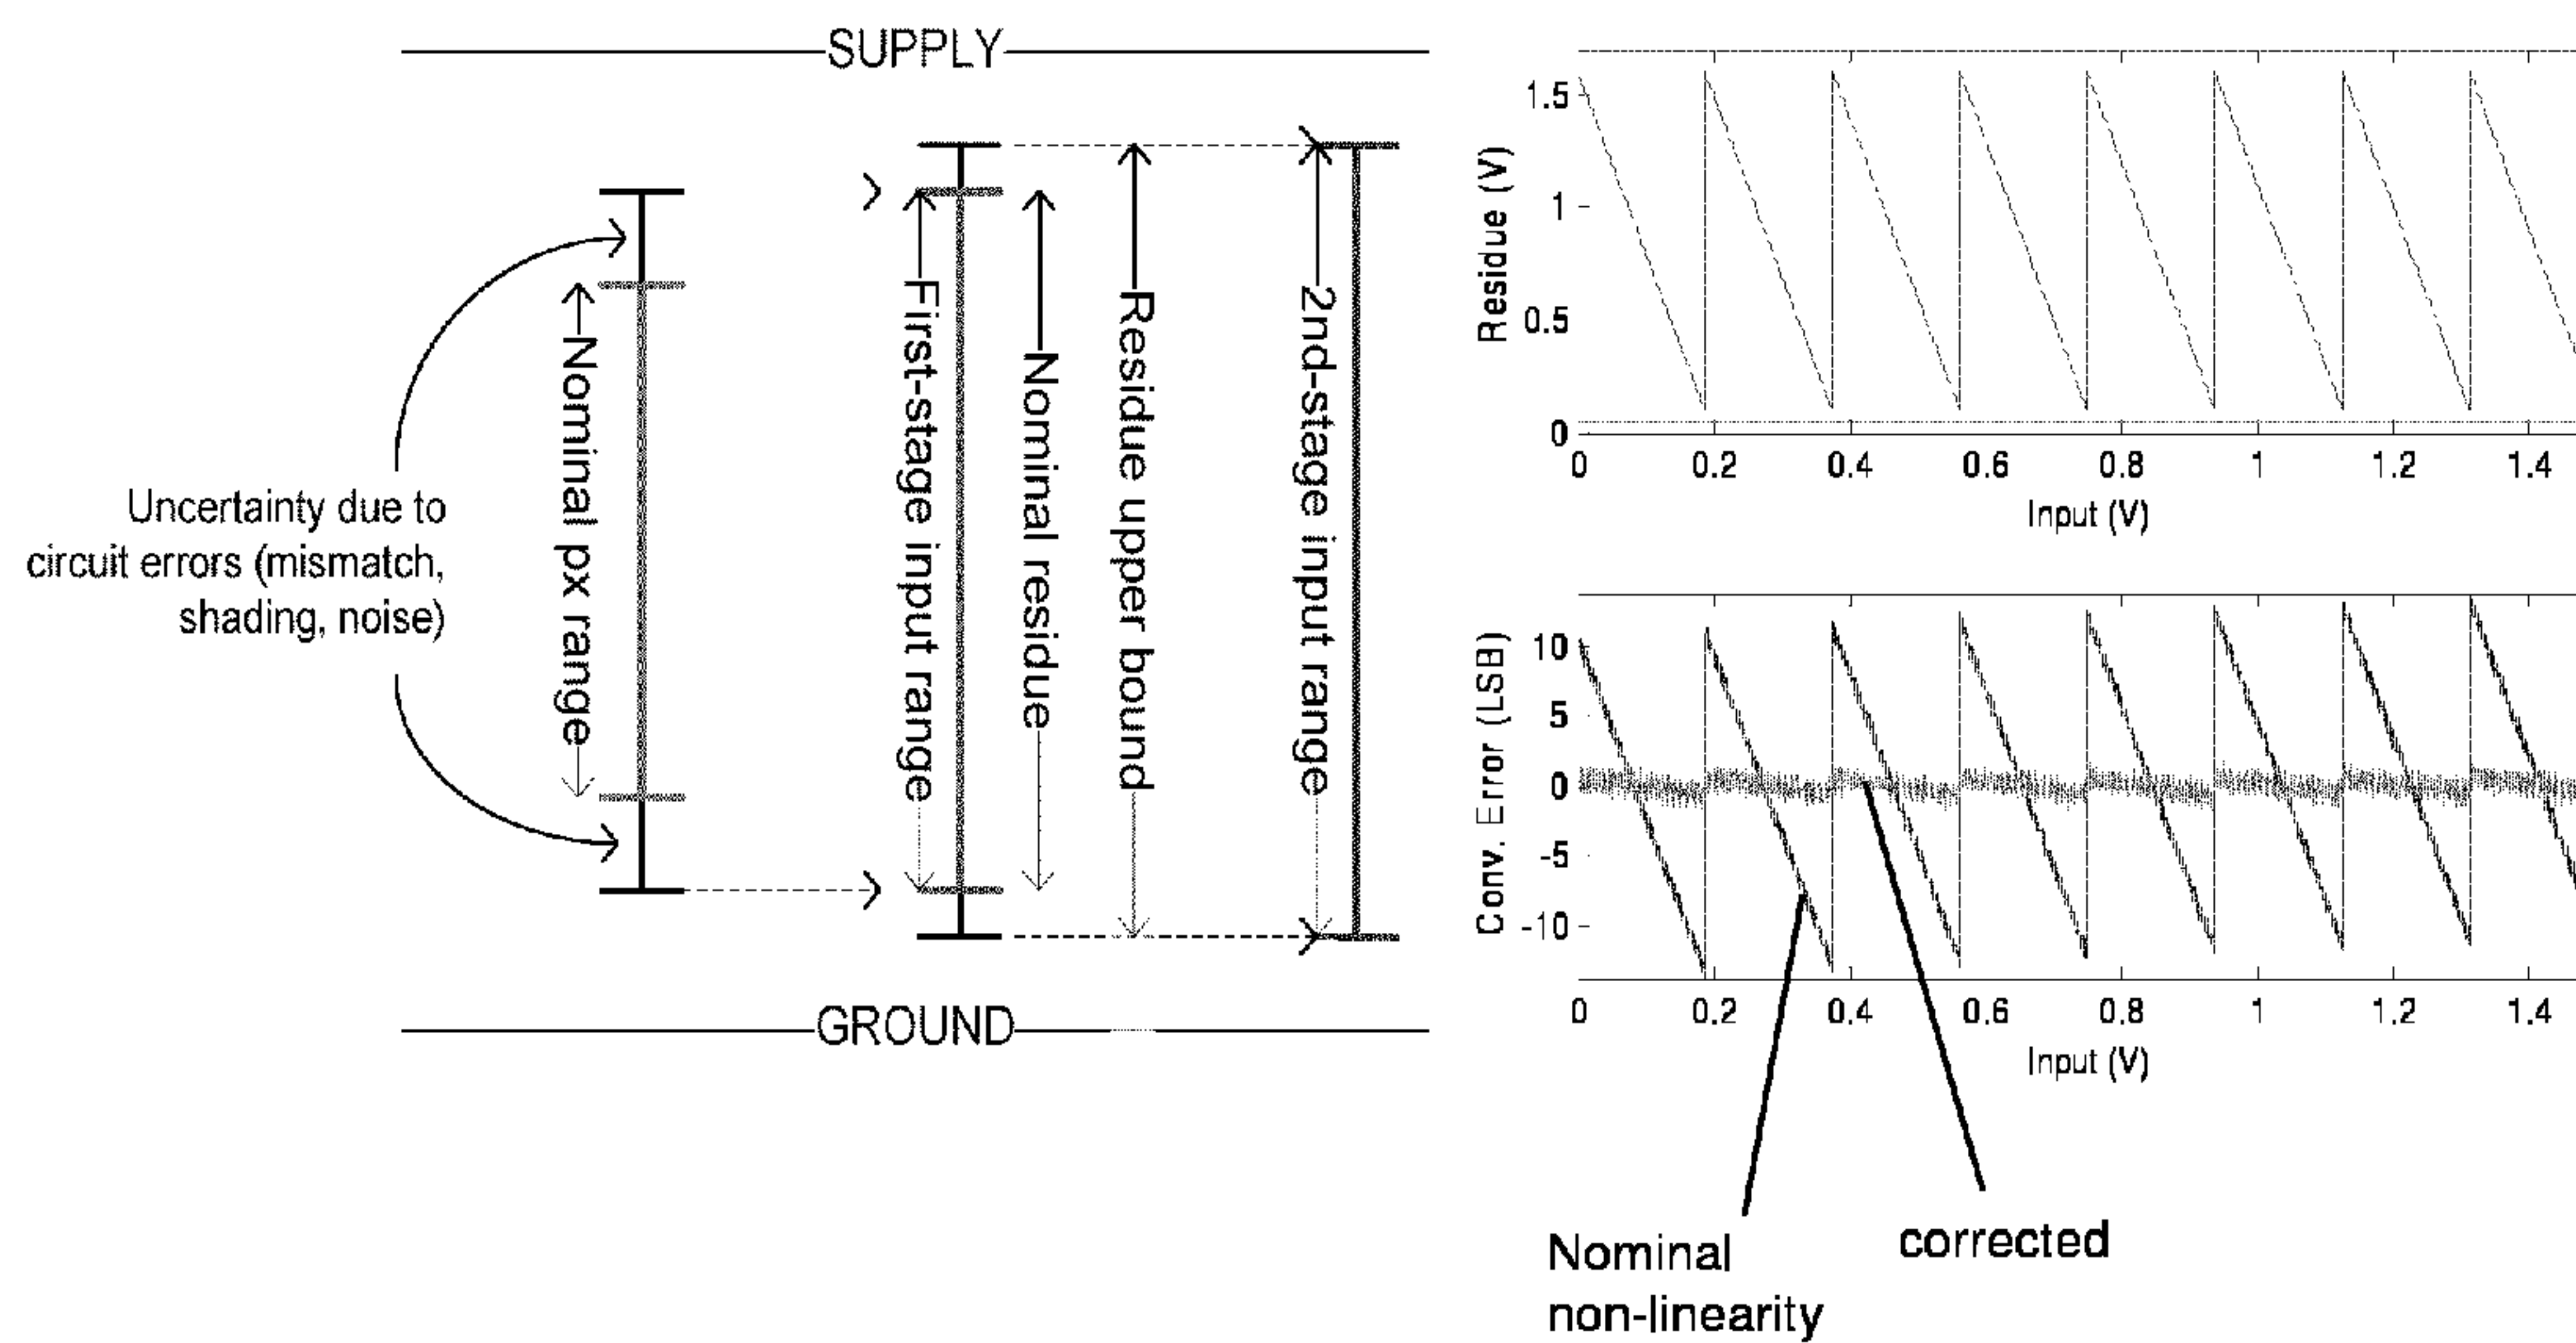 SUPPLY
Uncertainty due to
circuit errors (mismatch,
shading, noise)
Nominal px range
First-stage input range
Nominal residue
Residue upper bound
2nd-stage input range
GROUND
Residue (V)
1.5
1
0.5
0
0 0.2 0.4 0.6 0.8 1 1.2 1.4
Input (V)
Conv. Error (LSB)
10
5
0
-5
-10
0 0.2 0.4 0.6 0.8 1 1.2 1.4
Input (V)
Nominal
non-linearity
corrected